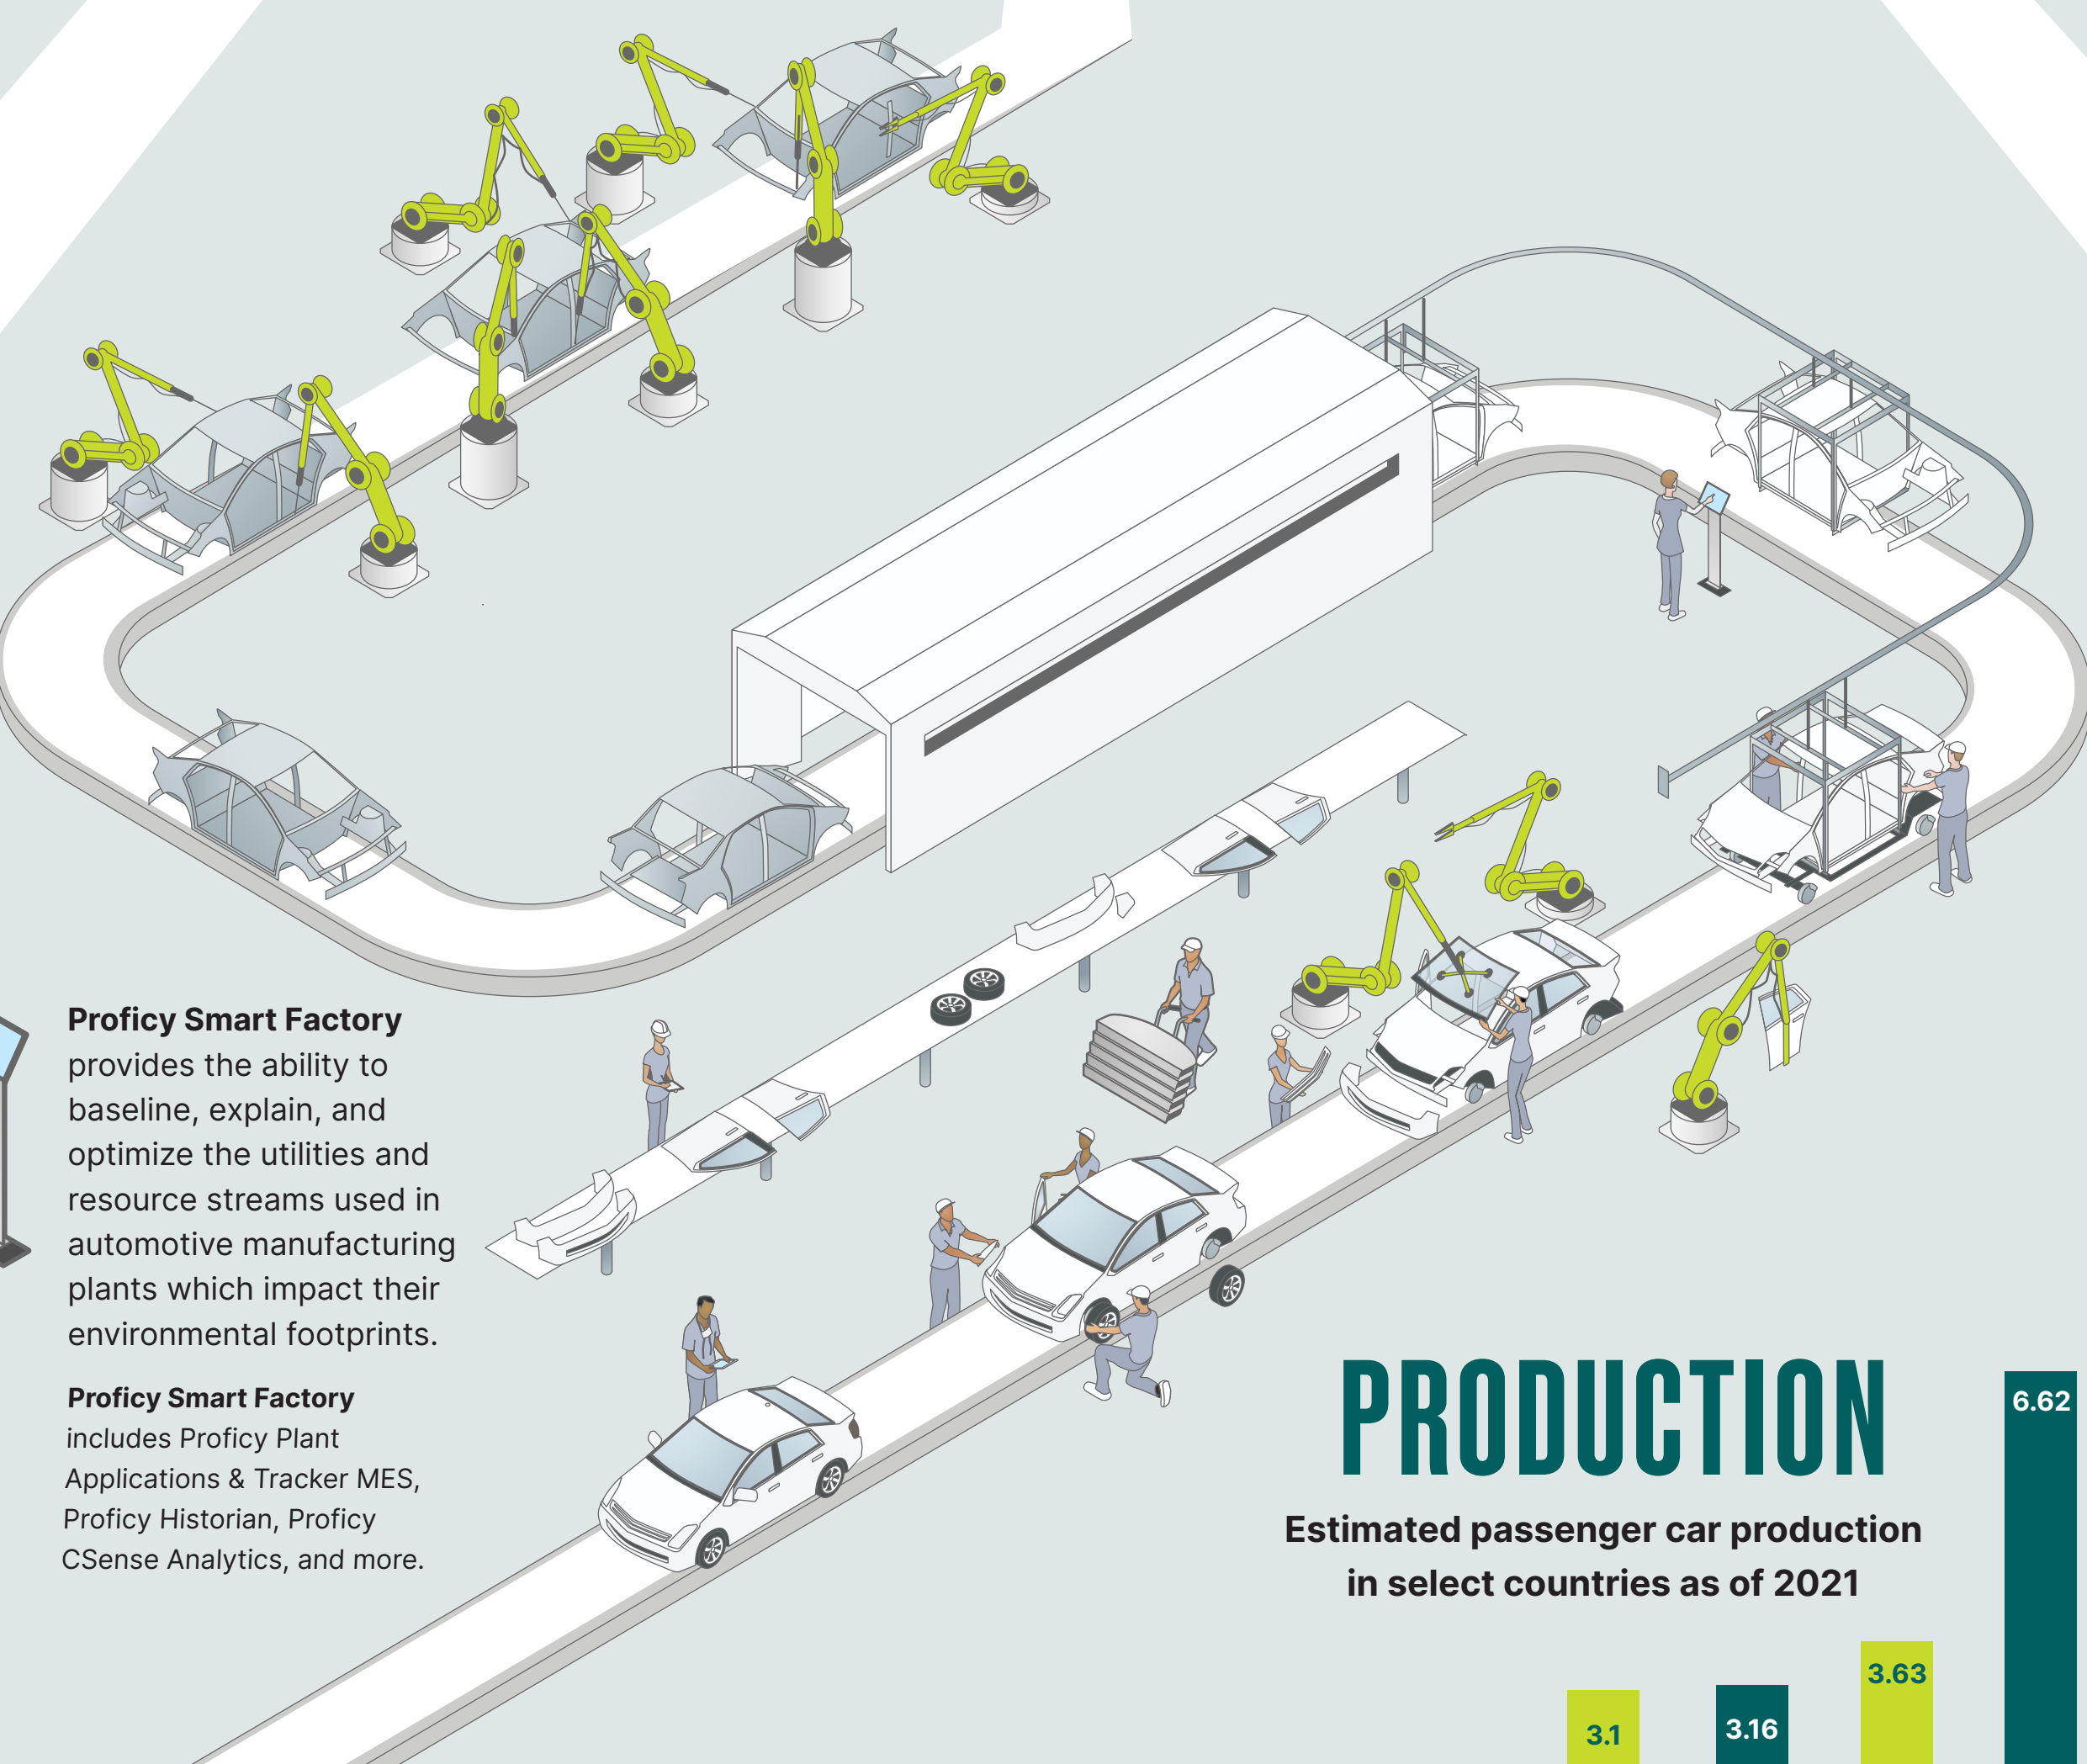 Proficy Smart Factory
provides the ability to
baseline, explain, and
optimize the utilities and
resource streams used in
automotive manufacturing
plants which impact their
environmental footprints.
Proficy Smart Factory
includes Proficy Plant
Applications & Tracker MES,
Proficy Historian, Proficy
CSense Analytics, and more.
PRODUCTION
Estimated passenger car production
in select countries as of 2021
3.1
3.16
3.63
6.62